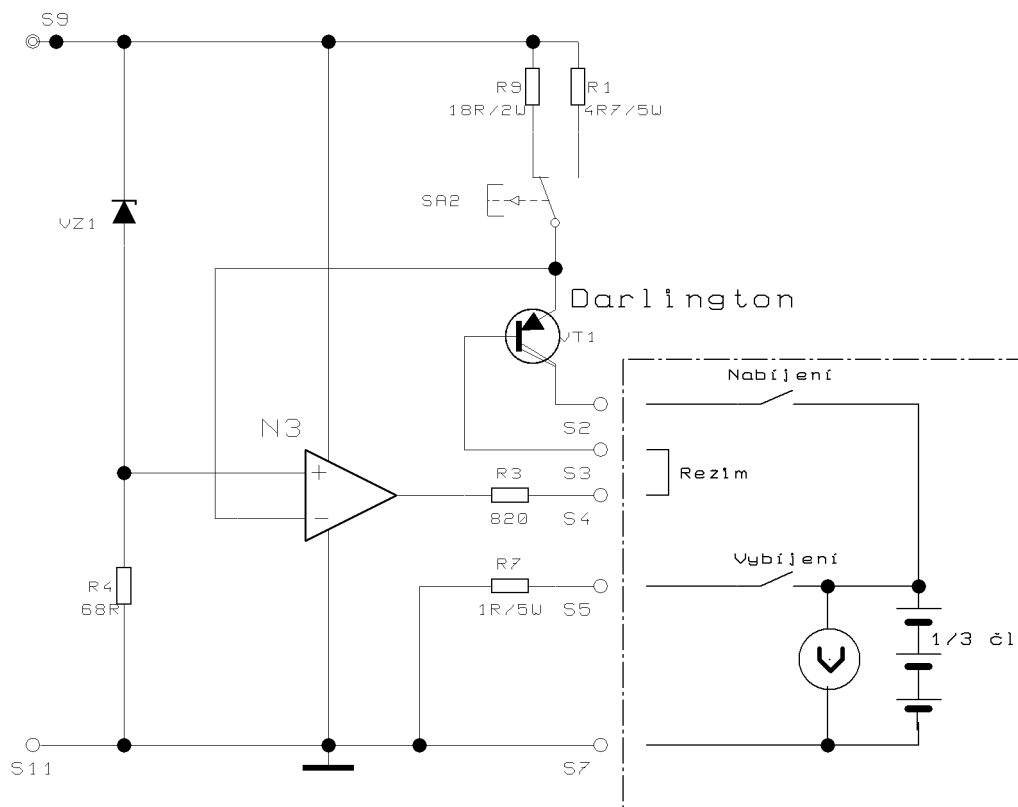 S9
R9
18R/2W
R1
4R7/5W
SA2
VZ1
Darlington
VT1
Nabíjení
S2
N3
+
S3
R3
Rezim
820
S4
−
R7
Vybíjení
R4
68R
1R/5W
S5
1/3 čl
V
S11
S7